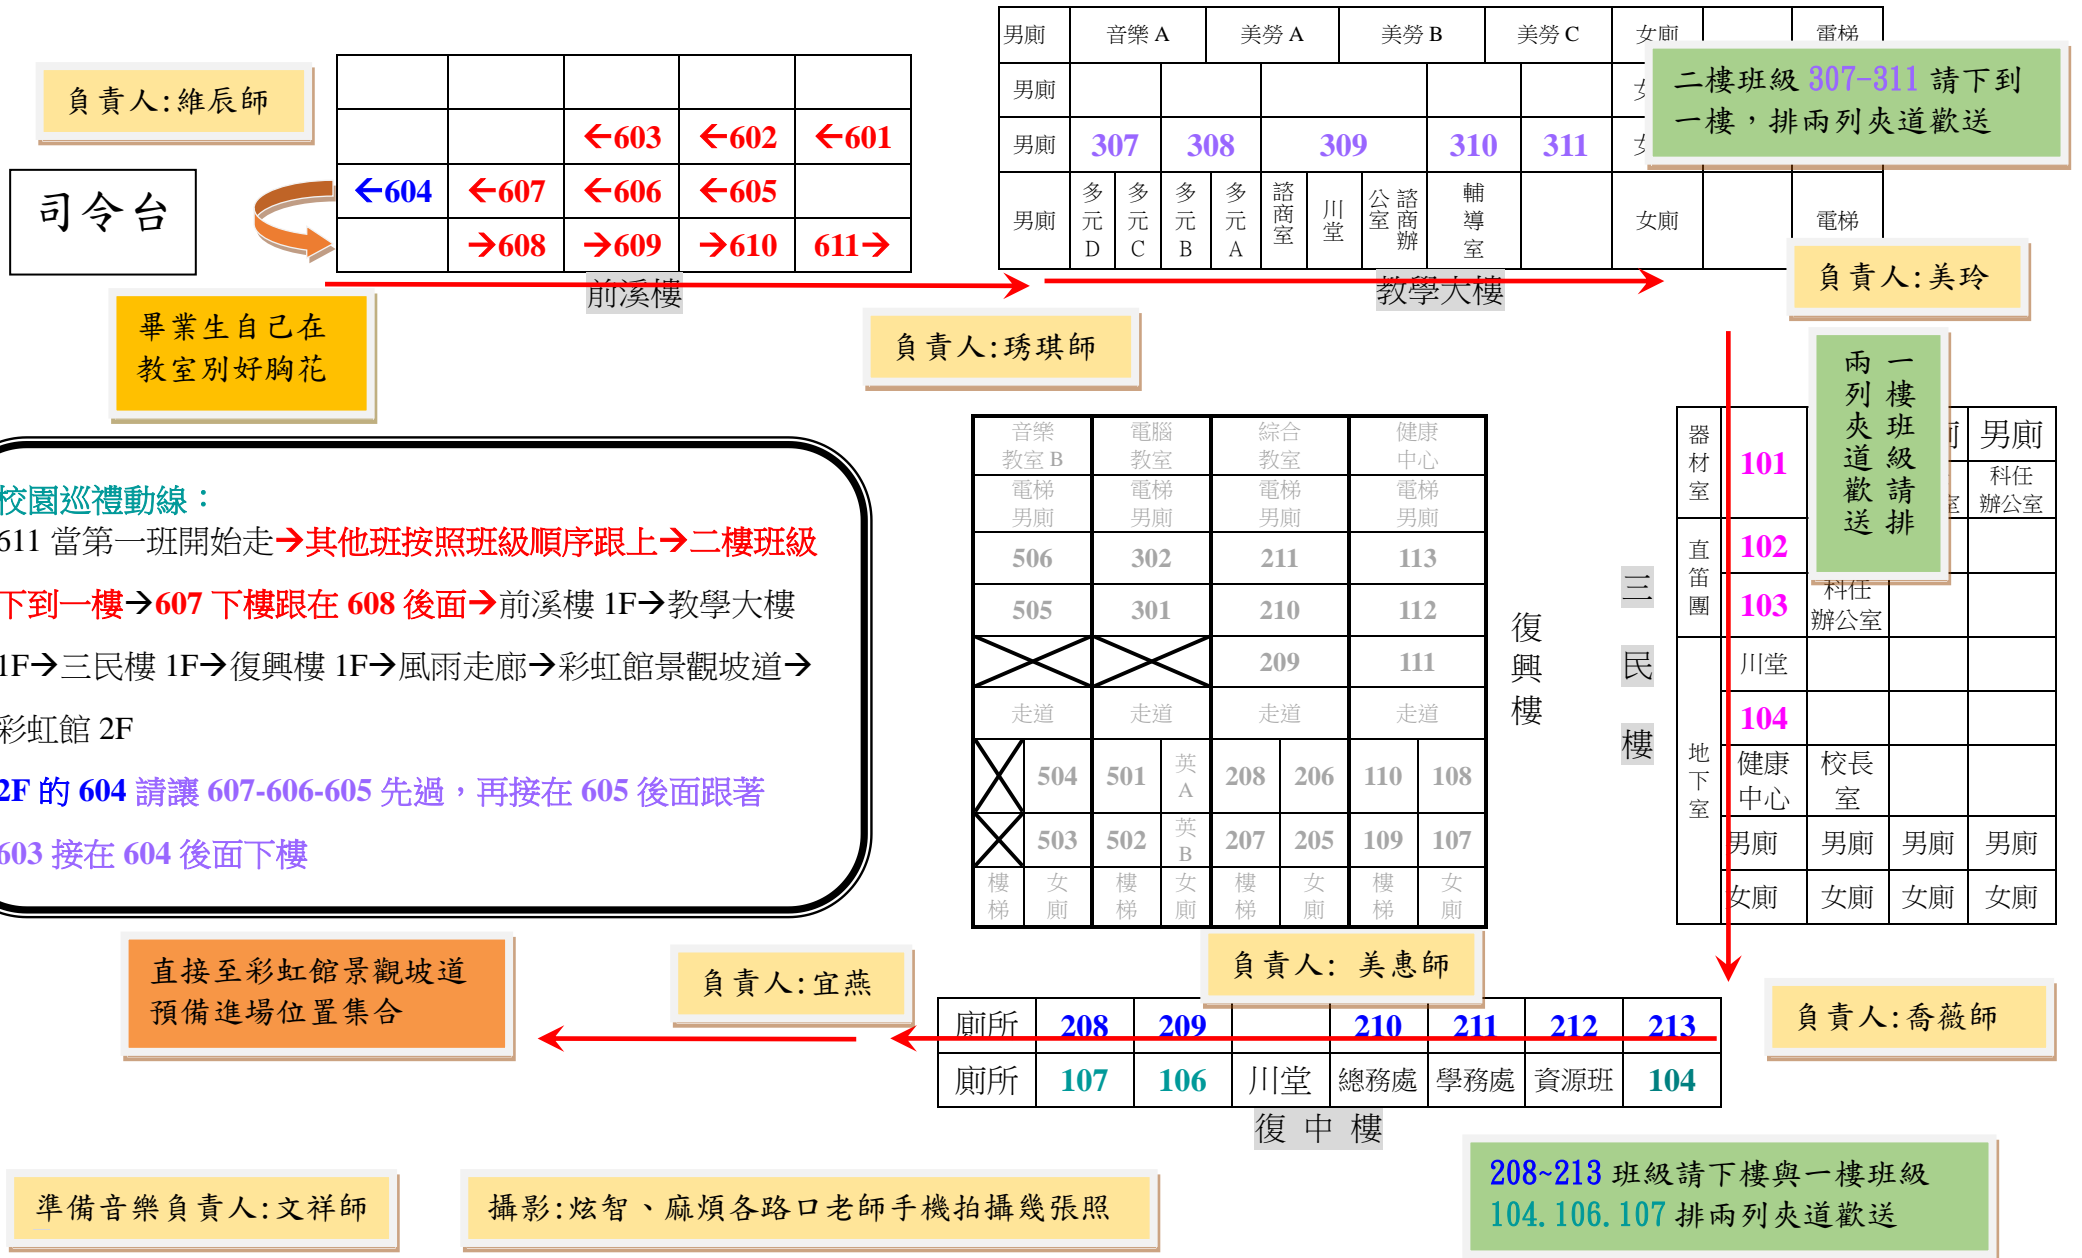 男廁 音樂 A 美勞 A 美勞 B 美勞 C 女廁 電梯
男廁
男廁 307 308 309 310 311
男廁 多元D 多元C 多元B 多元A 諮商室 川堂 諮商辦公室 輔導室 女廁 電梯
教學大樓
二樓班級 307-311 請下到
一樓，排兩列夾道歡送
負責人:維辰師
←603 ←602 ←601
←604 ←607 ←606 ←605
→608 →609 →610 611→
前溪樓
司令台
負責人:美玲
負責人:琇琪師
畢業生自己在
教室別好胸花
一樓班級請排
兩列夾道歡送
校園巡禮動線：
611 當第一班開始走→其他班按照班級順序跟上→二樓班級
下到一樓→607 下樓跟在 608 後面→前溪樓 1F→教學大樓
1F→三民樓 1F→復興樓 1F→風雨走廊→彩虹館景觀坡道→
彩虹館 2F
2F 的 604 請讓 607-606-605 先過，再接在 605 後面跟著
603 接在 604 後面下樓
音樂
教室 B
電腦
教室
綜合
教室
健康
中心
電梯
男廁
電梯
男廁
電梯
男廁
電梯
男廁
506 302 211 113
505 301 210 112
209 111
走道 走道 走道 走道
504 501 英A 208 206 110 108
503 502 英B 207 205 109 107
樓梯 女廁 樓梯 女廁 樓梯 女廁 樓梯 女廁
復興樓
三民樓
器材室 101 男廁
科任
辦公室
直笛團 102
103 科任
辦公室
地下室 川堂
104
健康
中心
校長
室
男廁 男廁 男廁 男廁
女廁 女廁 女廁 女廁
直接至彩虹館景觀坡道
預備進場位置集合
負責人:宜燕
負責人: 美惠師
負責人:喬薇師
廁所 208 209 210 211 212 213
廁所 107 106 川堂 總務處 學務處 資源班 104
復中樓
準備音樂負責人:文祥師
攝影:炫智、麻煩各路口老師手機拍攝幾張照
208~213 班級請下樓與一樓班級
104.106.107 排兩列夾道歡送